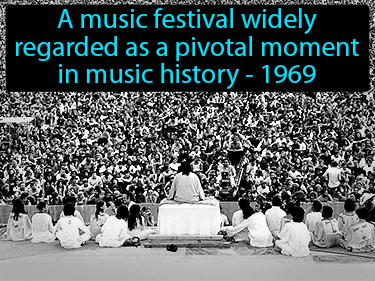 A music festival widely
regarded as a pivotal moment
in music history - 1969